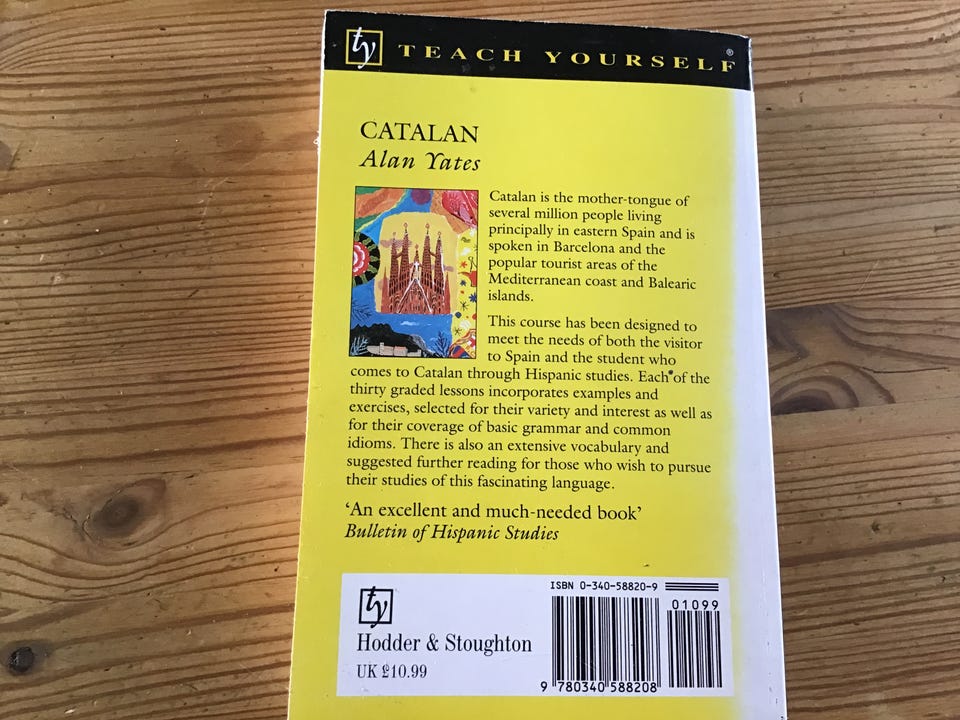 ty TEACH YOURSELF®
CATALAN
Alan Yates
Catalan is the mother-tongue of
several million people living
principally in eastern Spain and is
spoken in Barcelona and the
popular tourist areas of the
Mediterranean coast and Balearic
islands.
This course has been designed to
meet the needs of both the visitor
to Spain and the student who
comes to Catalan through Hispanic studies. Each of the
thirty graded lessons incorporates examples and
exercises, selected for their variety and interest as well as
for their coverage of basic grammar and common
idioms. There is also an extensive vocabulary and
suggested further reading for those who wish to pursue
their studies of this fascinating language.
‘An excellent and much-needed book’
Bulletin of Hispanic Studies
ty
Hodder & Stoughton
UK £10.99
ISBN 0-340-58820-9
01099
9 780340 588208